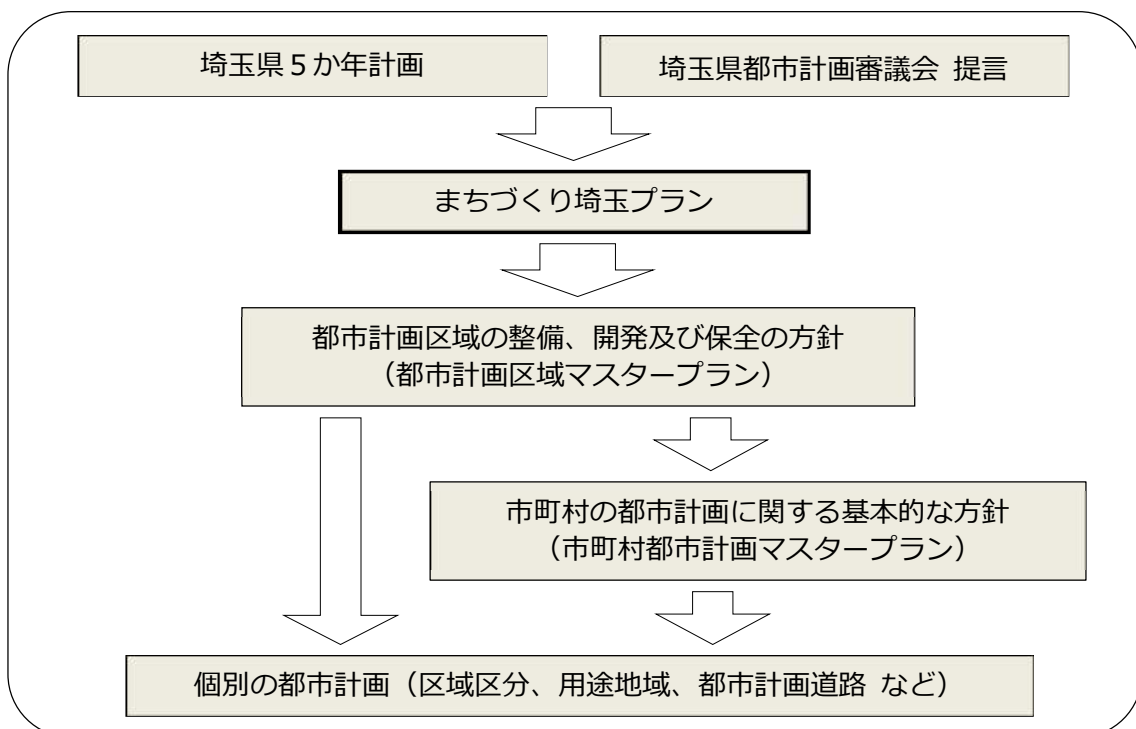 埼玉県５か年計画
埼玉県都市計画審議会 提言
まちづくり埼玉プラン
都市計画区域の整備、開発及び保全の方針
（都市計画区域マスタープラン）
市町村の都市計画に関する基本的な方針
（市町村都市計画マスタープラン）
個別の都市計画（区域区分、用途地域、都市計画道路 など）